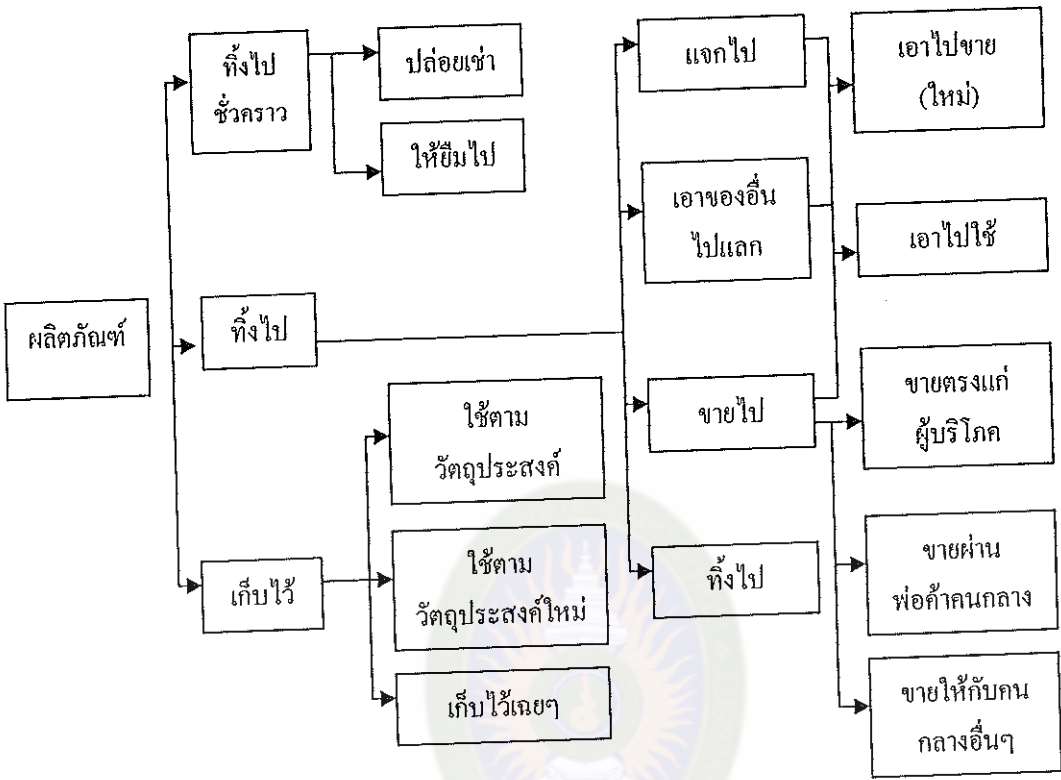 ผลิตภัณฑ์
ทิ้งไป
ชั่วคราว
ปล่อยเช่า
ให้ยืมไป
ทิ้งไป
เก็บไว้
ใช้ตาม
วัตถุประสงค์
ใช้ตาม
วัตถุประสงค์ใหม่
เก็บไว้เฉยๆ
แจกไป
เอาของอื่น
ไปแลก
ขายไป
ทิ้งไป
เอาไปขาย
(ใหม่)
เอาไปใช้
ขายตรงแก่
ผู้บริโภค
ขายผ่าน
พ่อค้าคนกลาง
ขายให้กับคน
กลางอื่นๆ